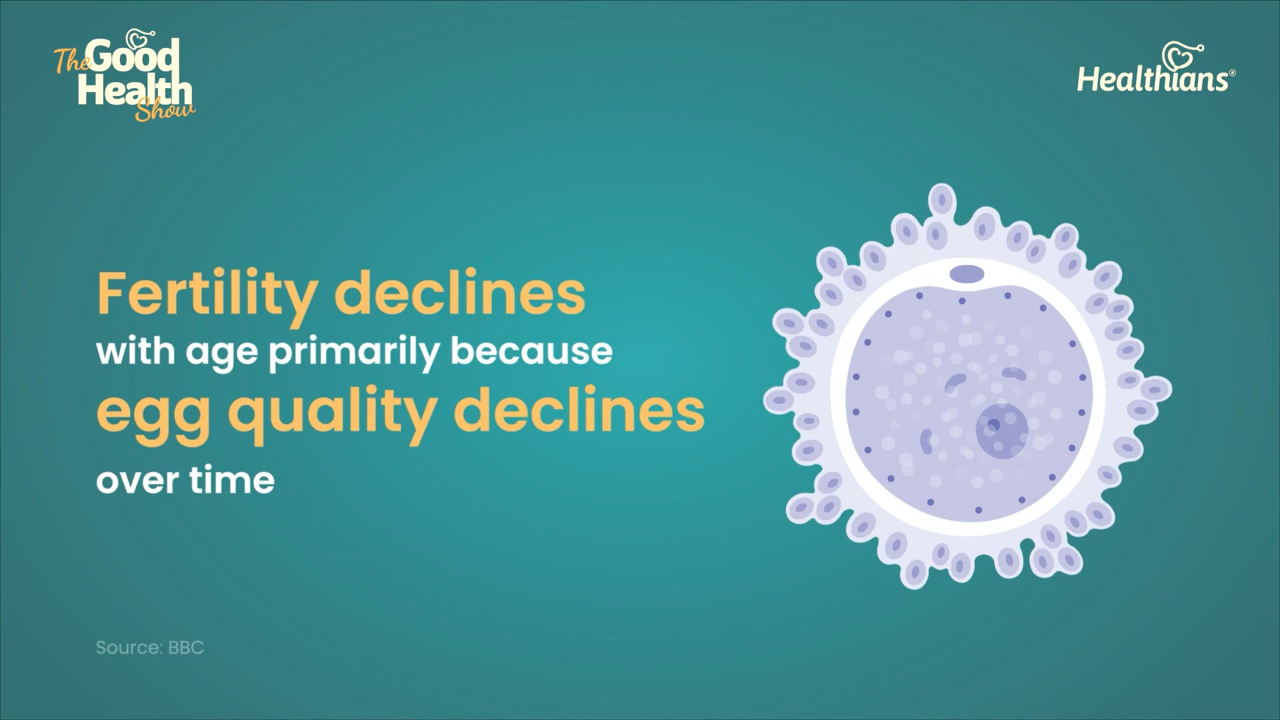 The Good
Health
Show
Healthians®
Fertility declines
with age primarily because
egg quality declines
over time
Source: BBC